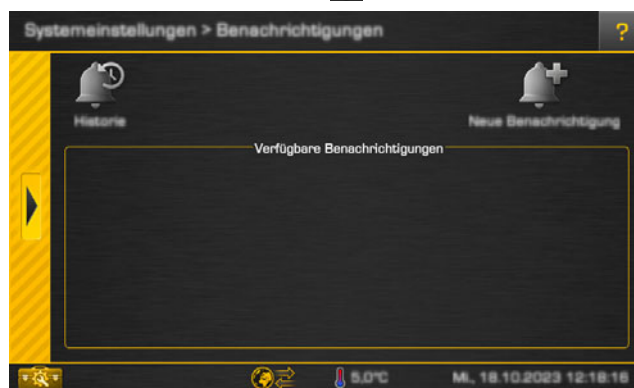 Systemeinstellungen > Benachrichtigungen
?
Historie
Neue Benachrichtigung
Verfügbare Benachrichtigungen
5,0°C
Mi., 18.10.2023 12:18:16